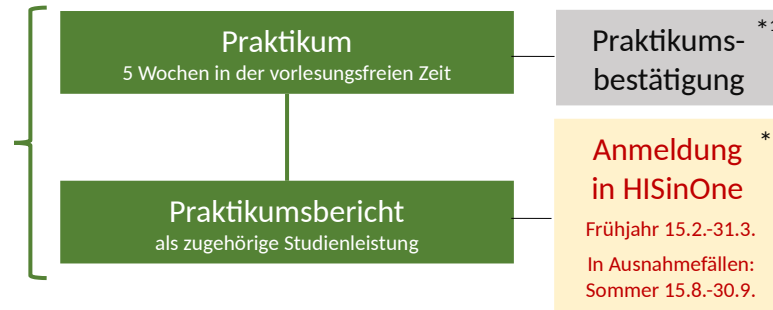 Praktikum
5 Wochen in der vorlesungsfreien Zeit
Praktikums-
bestätigung
*1
Praktikumsbericht
als zugehörige Studienleistung
Anmeldung
in HISinOne
*
Frühjahr 15.2.-31.3.
In Ausnahmefällen:
Sommer 15.8.-30.9.